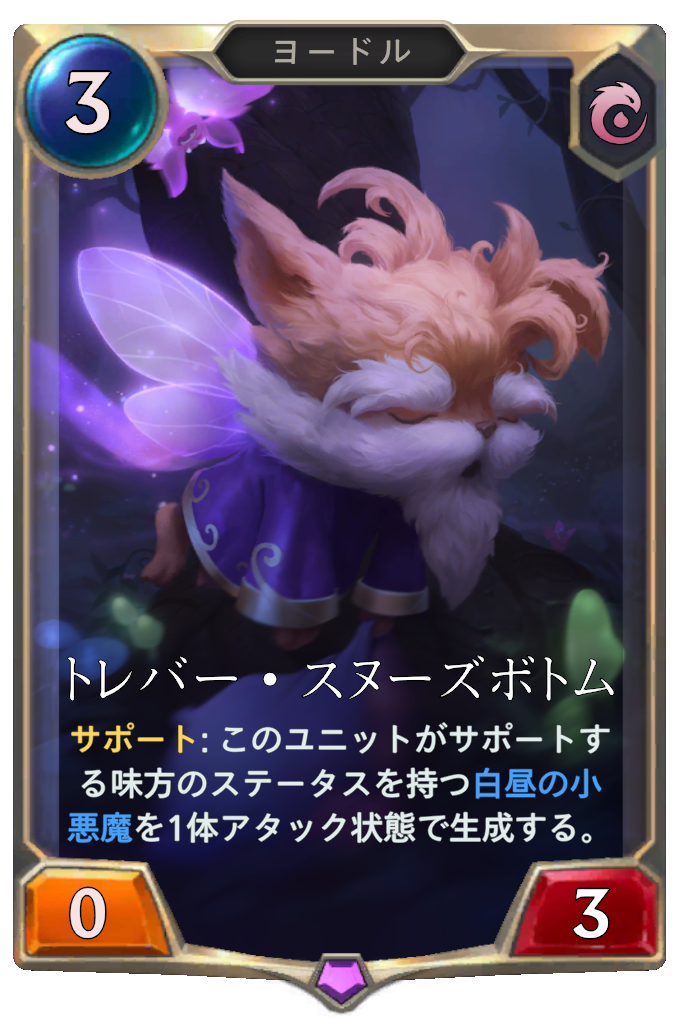 ヨードル
3
トレバー・スヌーズボトム
サポート: このユニットがサポートす
る味方のステータスを持つ白昼の小
悪魔を1体アタック状態で生成する。
0
3